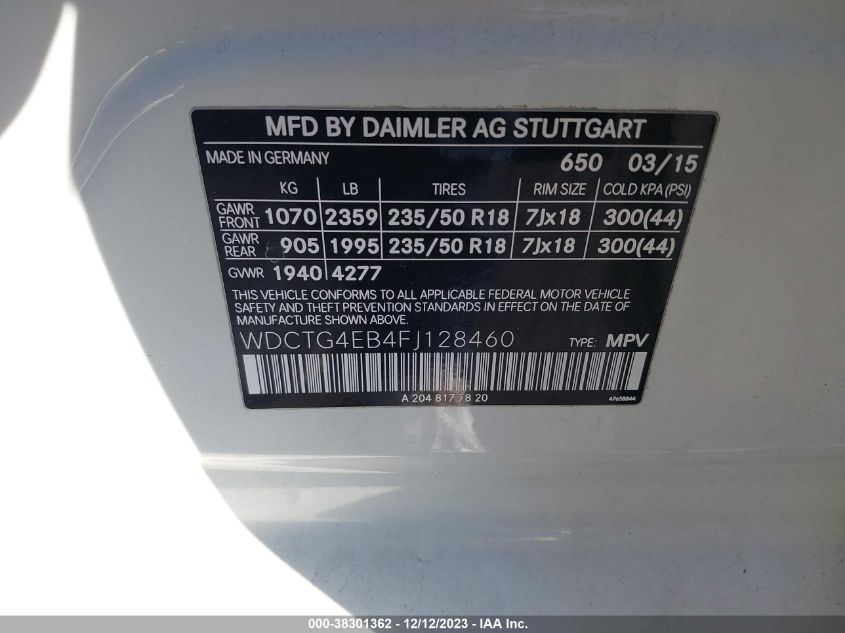 MFD BY DAIMLER AG STUTTGART
MADE IN GERMANY 650 03/15
KG LB TIRES RIM SIZE COLD KPA (PSI)
GAWR FRONT 1070 2359 235/50 R18 7Jx18 300(44)
GAWR REAR 905 1995 235/50 R18 7Jx18 300(44)
GVWR 1940 4277
THIS VEHICLE CONFORMS TO ALL APPLICABLE FEDERAL MOTOR VEHICLE
SAFETY AND THEFT PREVENTION STANDARDS IN EFFECT ON THE DATE OF
MANUFACTURE SHOWN ABOVE.
WDCTG4EB4FJ128460 TYPE: MPV
A 204 817 78 20 47658044
000-38301362 - 12/12/2023 - Copyright © 2023 IAA, Inc.